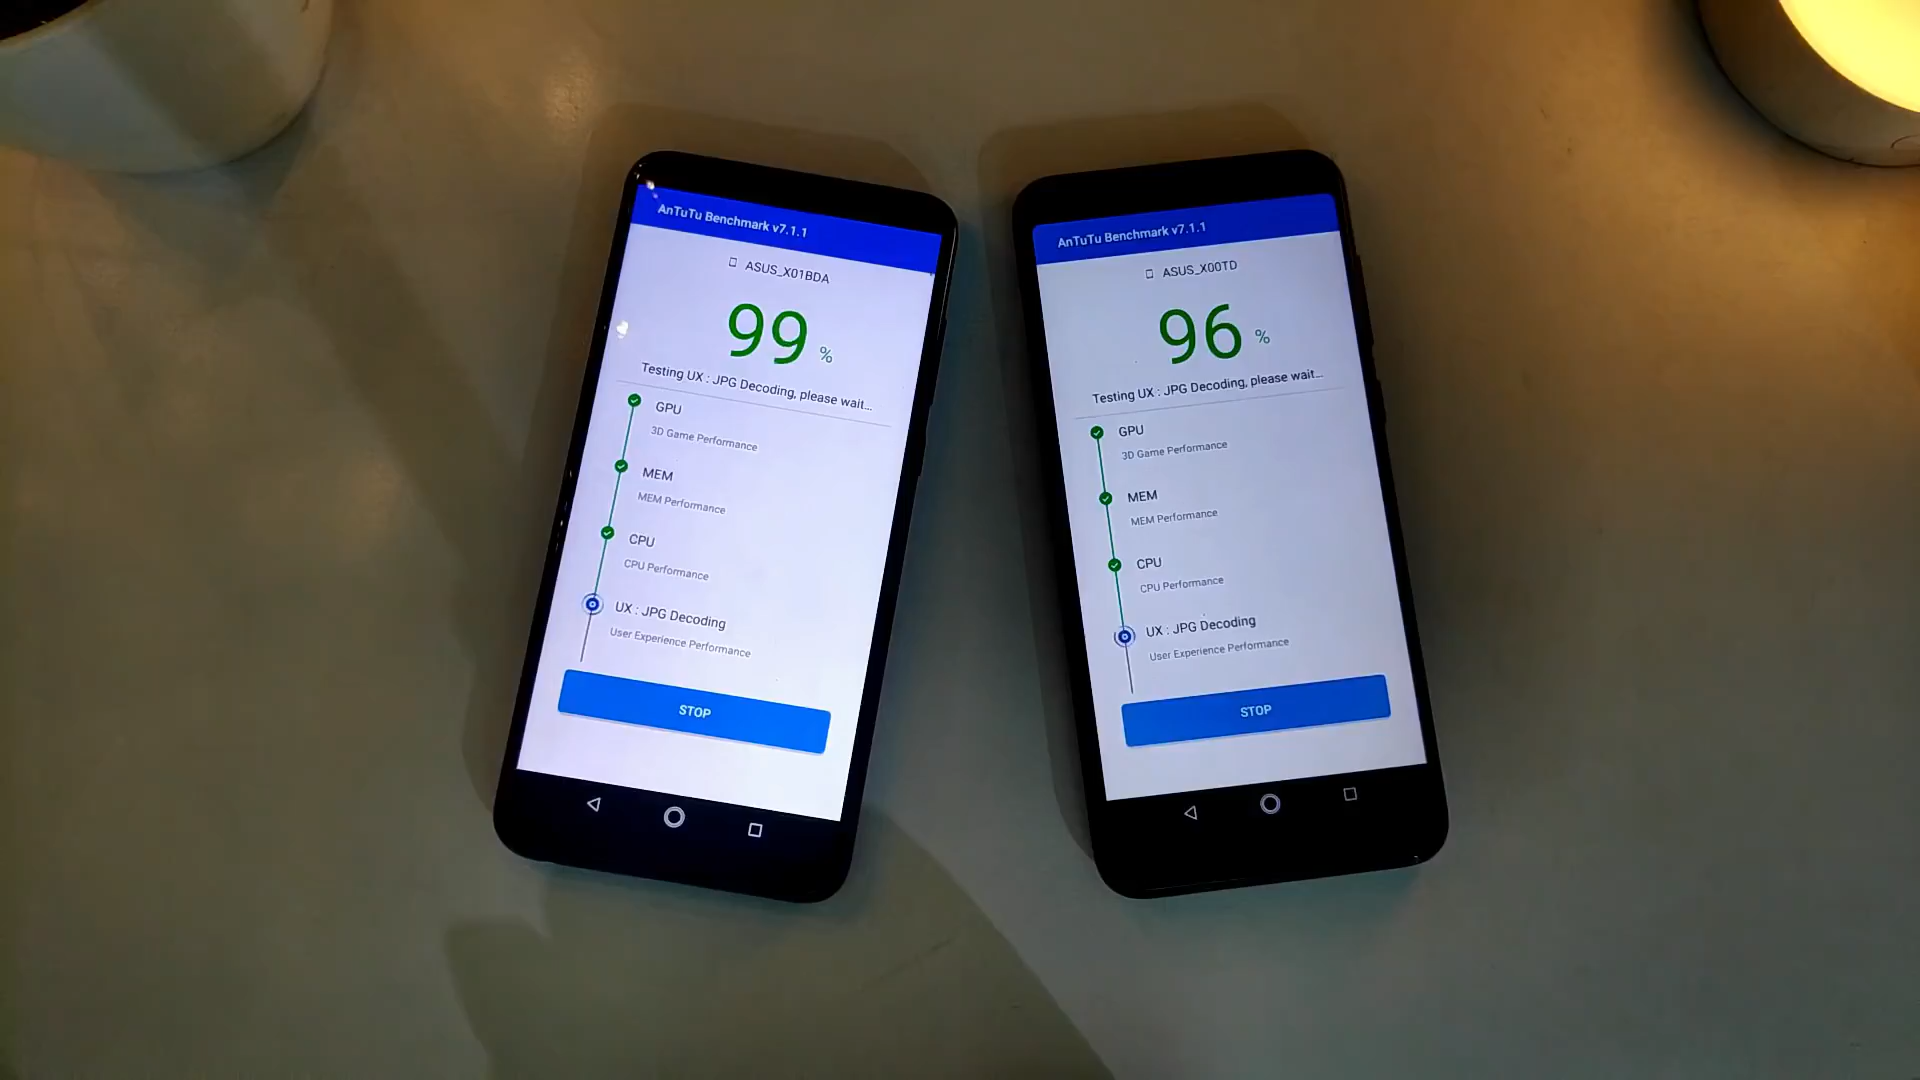 AnTuTu Benchmark v7.1.1
ASUS_X01BDA
99 %
Testing UX : JPG Decoding, please wait...
GPU
3D Game Performance
MEM
MEM Performance
CPU
CPU Performance
UX : JPG Decoding
User Experience Performance
STOP
AnTuTu Benchmark v7.1.1
ASUS_X00TD
96 %
Testing UX : JPG Decoding, please wait...
GPU
3D Game Performance
MEM
MEM Performance
CPU
CPU Performance
UX : JPG Decoding
User Experience Performance
STOP